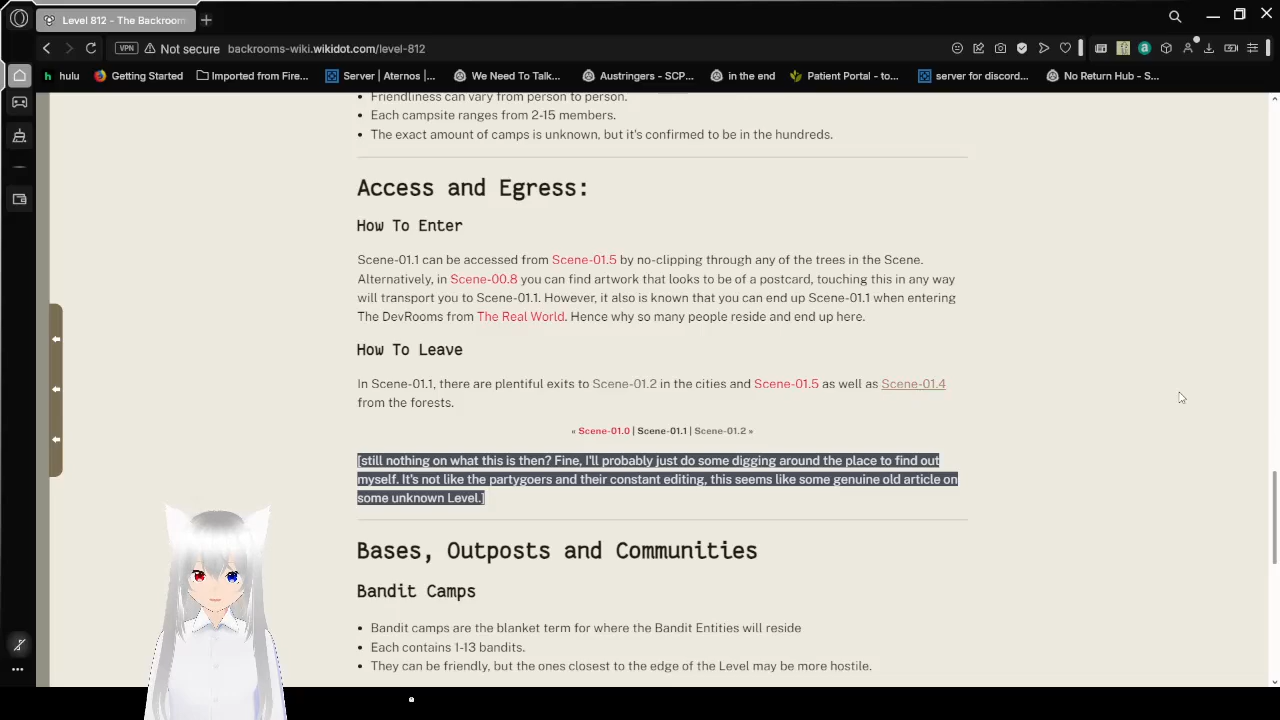 Level 812 - The Backroom
VPN Not secure backrooms-wiki.wikidot.com/level-812
hulu Getting Started Imported from Fire... Server | Aternos |... We Need To Talk... Austringers - SCP... in the end Patient Portal - to... server for discord... No Return Hub - S...
Friendliness can vary from person to person.
Each campsite ranges from 2-15 members.
The exact amount of camps is unknown, but it's confirmed to be in the hundreds.
Access and Egress:
How To Enter
Scene-01.1 can be accessed from Scene-01.5 by no-clipping through any of the trees in the Scene.
Alternatively, in Scene-00.8 you can find artwork that looks to be of a postcard, touching this in any way
will transport you to Scene-01.1. However, it also is known that you can end up Scene-01.1 when entering
The DevRooms from The Real World. Hence why so many people reside and end up here.
How To Leave
In Scene-01.1, there are plentiful exits to Scene-01.2 in the cities and Scene-01.5 as well as Scene-01.4
from the forests.
« Scene-01.0 | Scene-01.1 | Scene-01.2 »
[still nothing on what this is then? Fine, I'll probably just do some digging around the place to find out
myself. It's not like the partygoers and their constant editing, this seems like some genuine old article on
some unknown Level.]
Bases, Outposts and Communities
Bandit Camps
Bandit camps are the blanket term for where the Bandit Entities will reside
Each contains 1-13 bandits.
They can be friendly, but the ones closest to the edge of the Level may be more hostile.